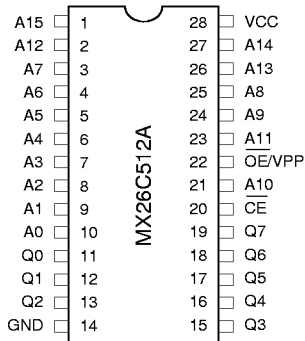 A15 1 28 VCC
A12 2 27 A14
A7 3 26 A13
A6 4 25 A8
A5 5 24 A9
A4 6 23 A11
A3 7 22 OE/VPP
A2 8 21 A10
A1 9 20 CE
A0 10 19 Q7
Q0 11 18 Q6
Q1 12 17 Q5
Q2 13 16 Q4
GND 14 15 Q3
MX26C512A